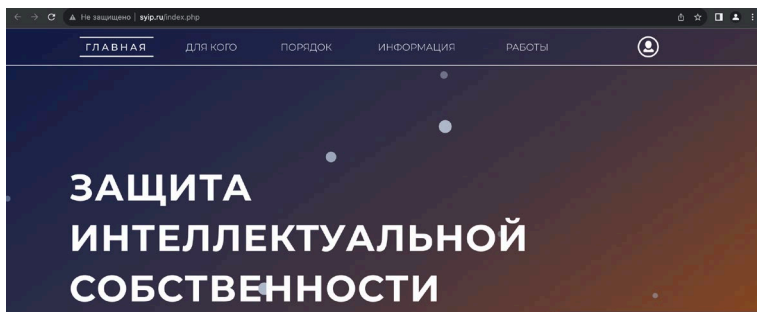 Не защищено | syip.ru/index.php
ГЛАВНАЯ ДЛЯ КОГО ПОРЯДОК ИНФОРМАЦИЯ РАБОТЫ
ЗАЩИТА
ИНТЕЛЛЕКТУАЛЬНОЙ
СОБСТВЕННОСТИ